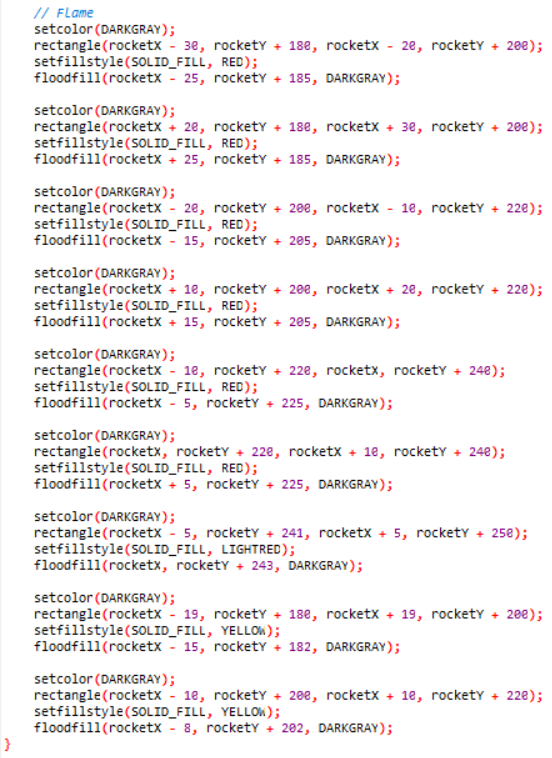 // Flame
setcolor(DARKGRAY);
rectangle(rocketX - 30, rocketY + 180, rocketX - 20, rocketY + 200);
setfillstyle(SOLID_FILL, RED);
floodfill(rocketX - 25, rocketY + 185, DARKGRAY);

setcolor(DARKGRAY);
rectangle(rocketX + 20, rocketY + 180, rocketX + 30, rocketY + 200);
setfillstyle(SOLID_FILL, RED);
floodfill(rocketX + 25, rocketY + 185, DARKGRAY);

setcolor(DARKGRAY);
rectangle(rocketX - 20, rocketY + 200, rocketX - 10, rocketY + 220);
setfillstyle(SOLID_FILL, RED);
floodfill(rocketX - 15, rocketY + 205, DARKGRAY);

setcolor(DARKGRAY);
rectangle(rocketX + 10, rocketY + 200, rocketX + 20, rocketY + 220);
setfillstyle(SOLID_FILL, RED);
floodfill(rocketX + 15, rocketY + 205, DARKGRAY);

setcolor(DARKGRAY);
rectangle(rocketX - 10, rocketY + 220, rocketX, rocketY + 240);
setfillstyle(SOLID_FILL, RED);
floodfill(rocketX - 5, rocketY + 225, DARKGRAY);

setcolor(DARKGRAY);
rectangle(rocketX, rocketY + 220, rocketX + 10, rocketY + 240);
setfillstyle(SOLID_FILL, RED);
floodfill(rocketX + 5, rocketY + 225, DARKGRAY);

setcolor(DARKGRAY);
rectangle(rocketX - 5, rocketY + 241, rocketX + 5, rocketY + 250);
setfillstyle(SOLID_FILL, LIGHTRED);
floodfill(rocketX, rocketY + 243, DARKGRAY);

setcolor(DARKGRAY);
rectangle(rocketX - 19, rocketY + 180, rocketX + 19, rocketY + 200);
setfillstyle(SOLID_FILL, YELLOW);
floodfill(rocketX - 15, rocketY + 182, DARKGRAY);

setcolor(DARKGRAY);
rectangle(rocketX - 10, rocketY + 200, rocketX + 10, rocketY + 220);
setfillstyle(SOLID_FILL, YELLOW);
floodfill(rocketX - 8, rocketY + 202, DARKGRAY);
}